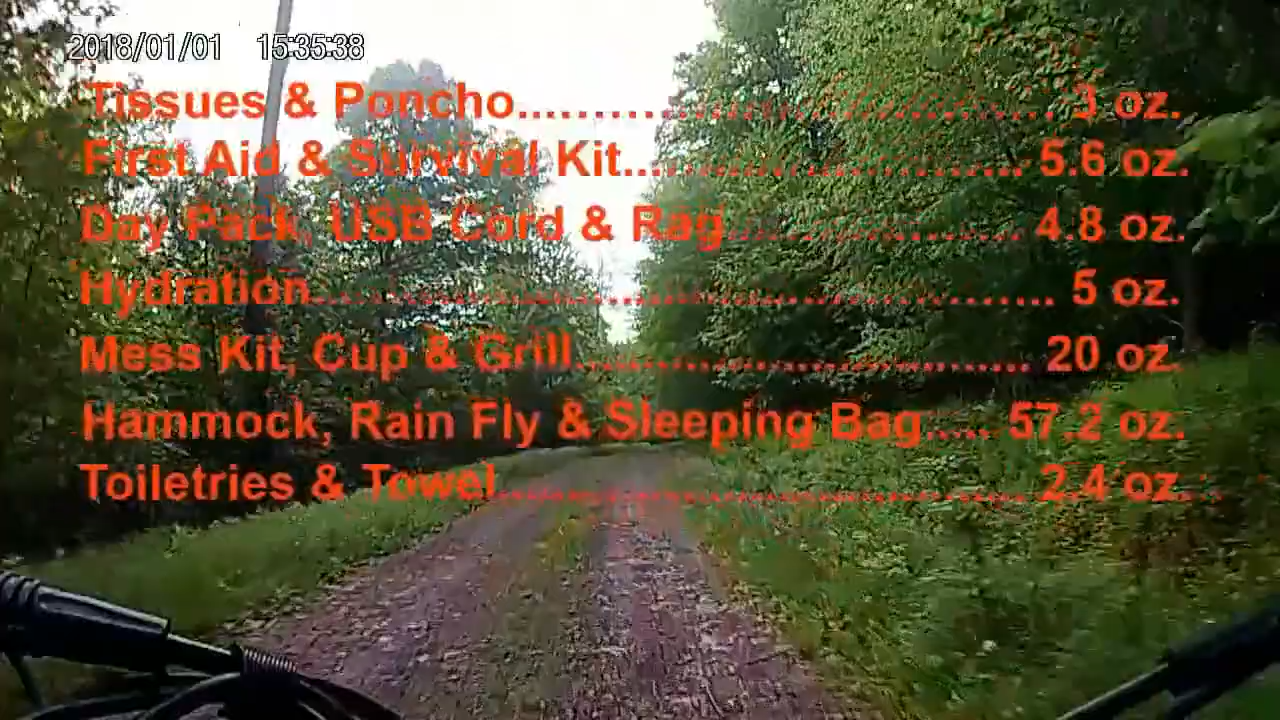 2018/01/01 15:35:38
Tissues & Poncho................................... 3 oz.
First Aid & Survival Kit............................ 5.6 oz.
Day Pack, USB Cord & Rag..................... 4.8 oz.
Hydration................................................... 5 oz.
Mess Kit, Cup & Grill............................... 20 oz.
Hammock, Rain Fly & Sleeping Bag..... 57.2 oz.
Toiletries & Towel..................................... 2.4 oz.